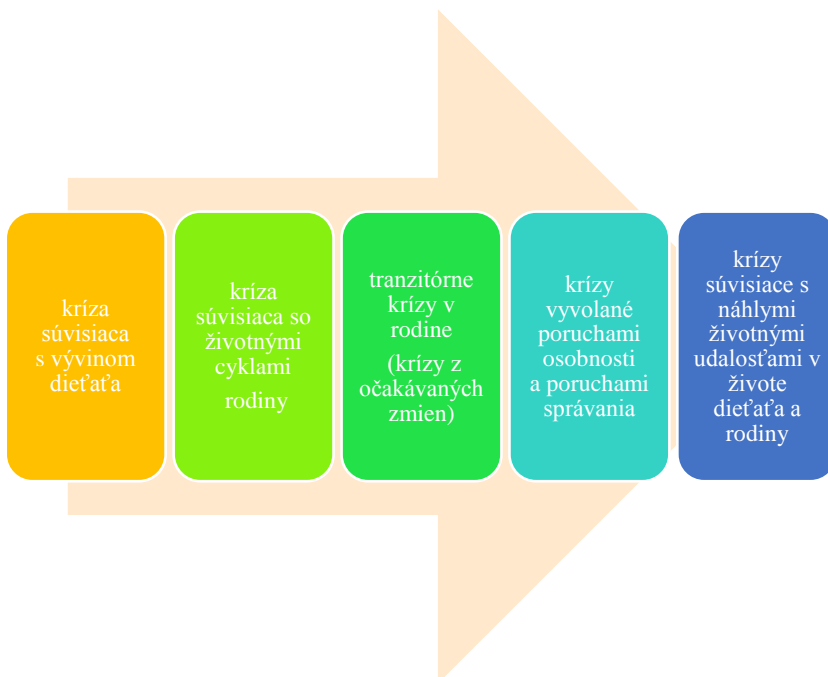 kríza
súvisiaca
s vývinom
dieťaťa
kríza
súvisiaca so
životnými
cyklami
rodiny
tranzitórne
krízy v
rodine
(krízy z
očakávaných
zmien)
krízy
vyvolané
poruchami
osobnosti
a poruchami
správania
krízy
súvisiace s
náhlymi
životnými
udalosťami v
živote
dieťaťa a
rodiny